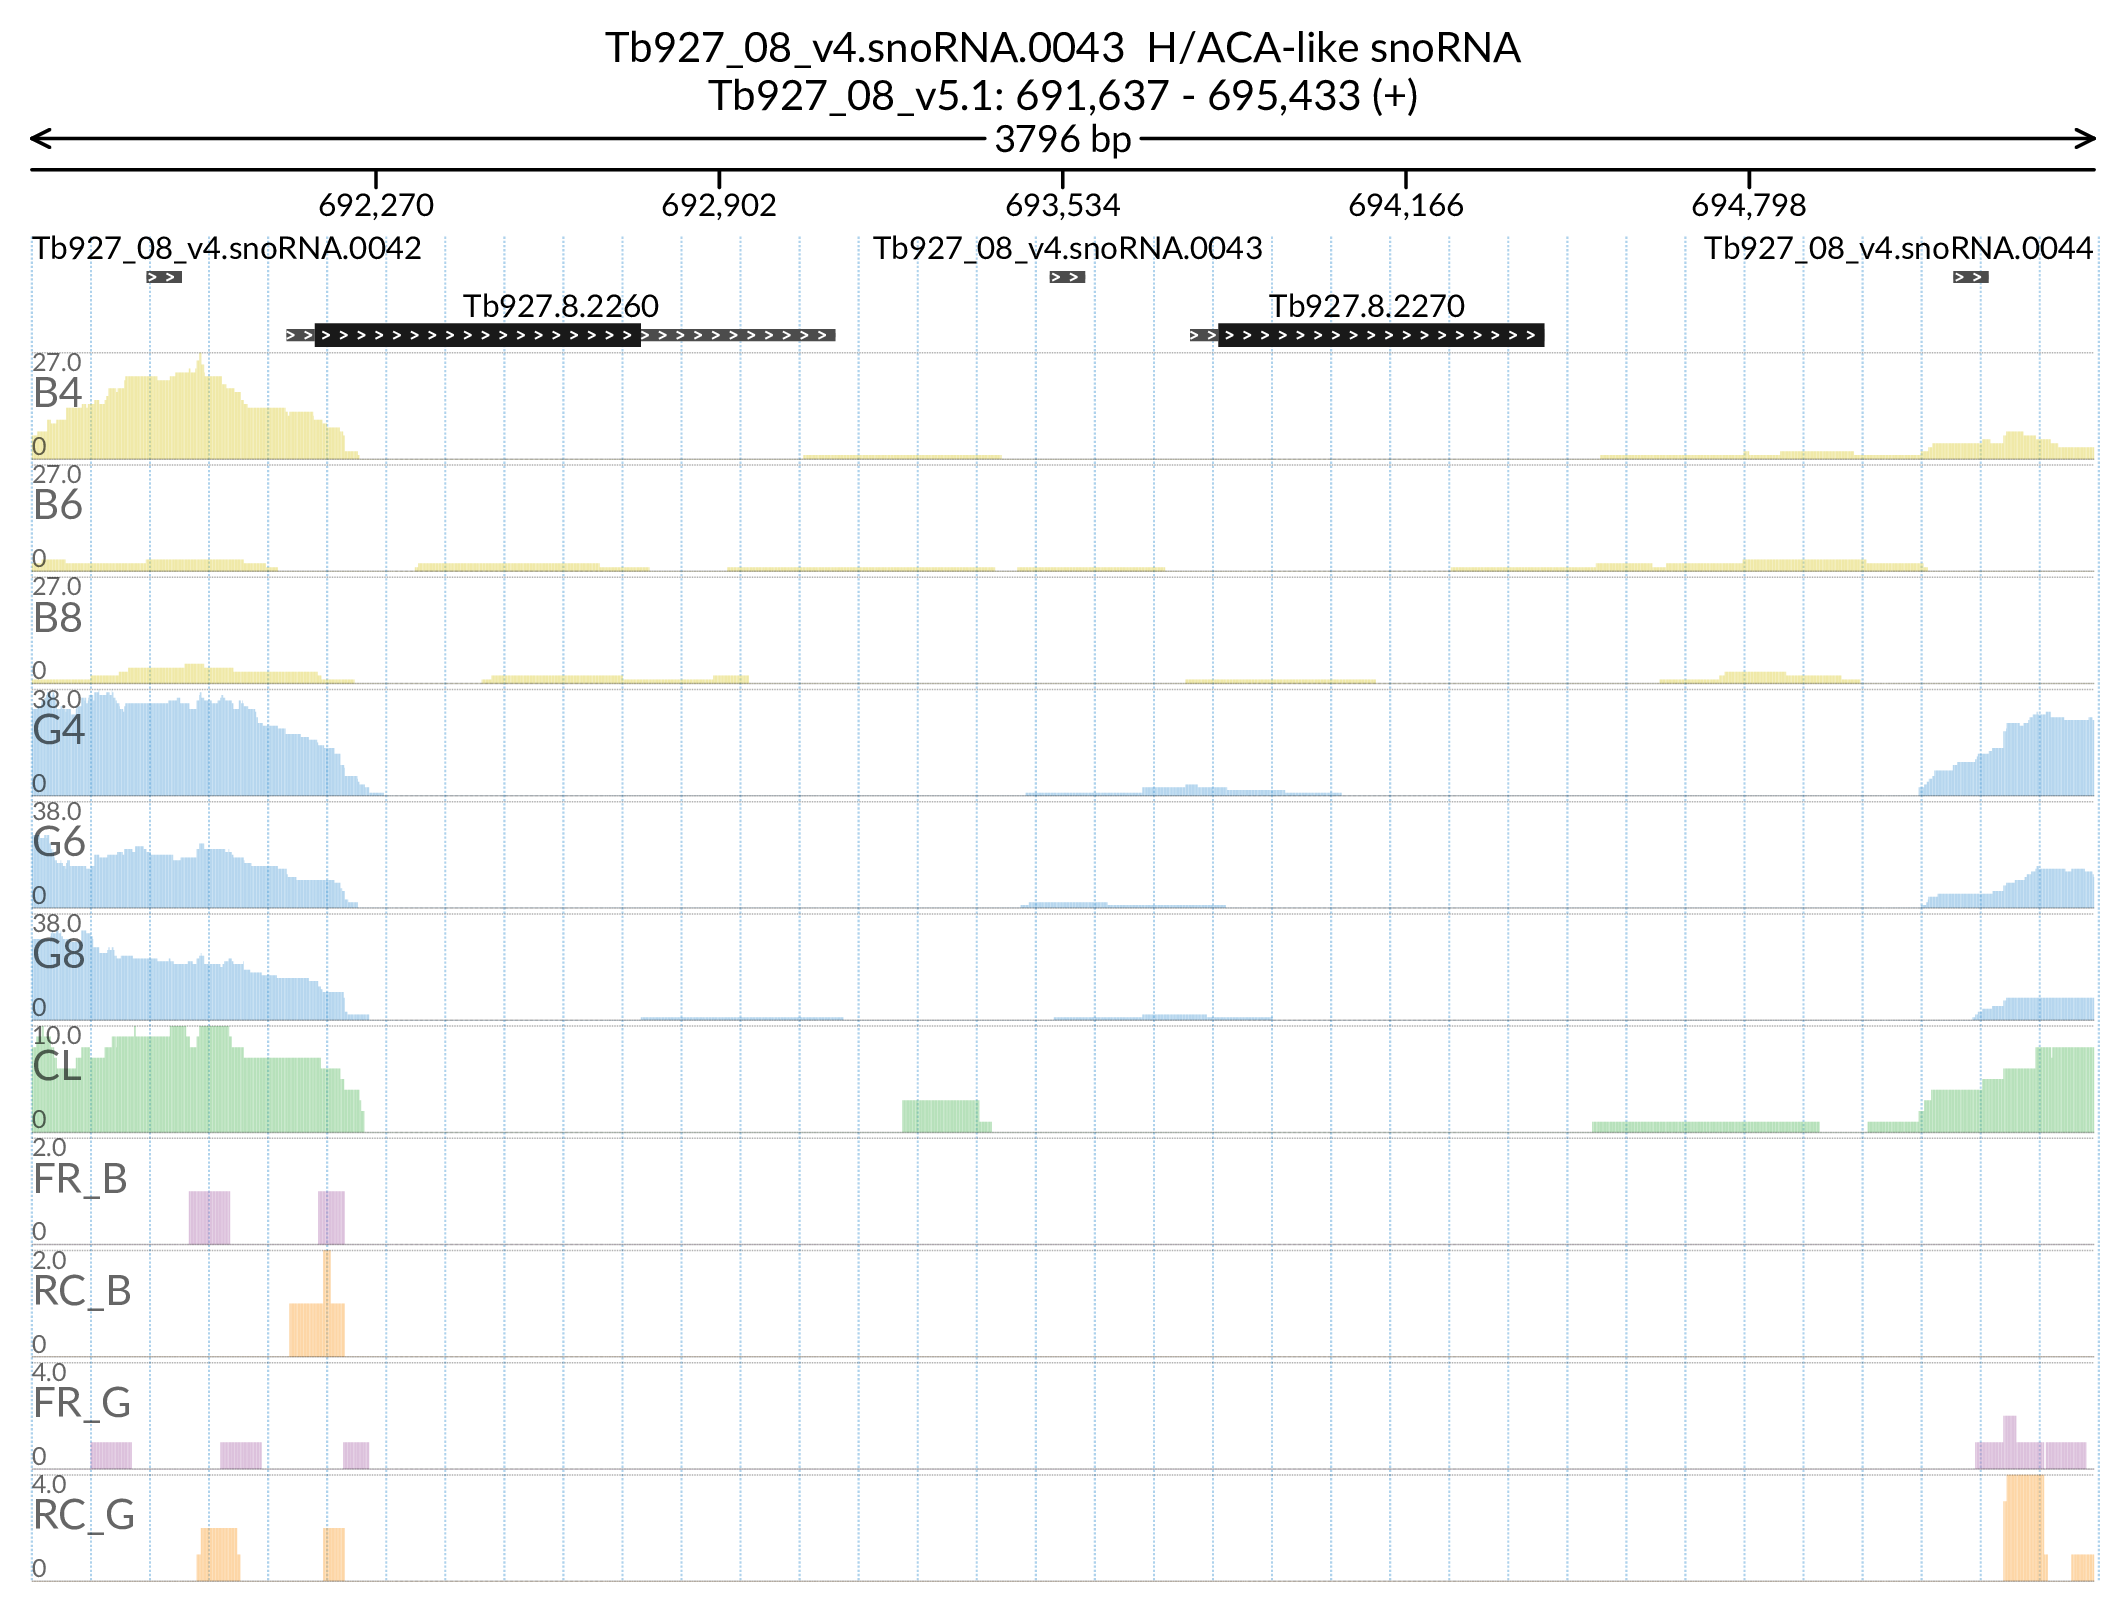 Tb927_08_v4.snoRNA.0043 H/ACA-like snoRNA
Tb927_08_v5.1: 691,637 - 695,433 (+)
3796 bp
692,270 692,902 693,534 694,166 694,798
Tb927_08_v4.snoRNA.0042 Tb927_08_v4.snoRNA.0043 Tb927_08_v4.snoRNA.0044
Tb927.8.2260 Tb927.8.2270
27.0
B4
0
27.0
B6
0
27.0
B8
0
38.0
G4
0
38.0
G6
0
38.0
G8
0
10.0
CL
0
2.0
FR_B
0
2.0
RC_B
0
4.0
FR_G
0
4.0
RC_G
0